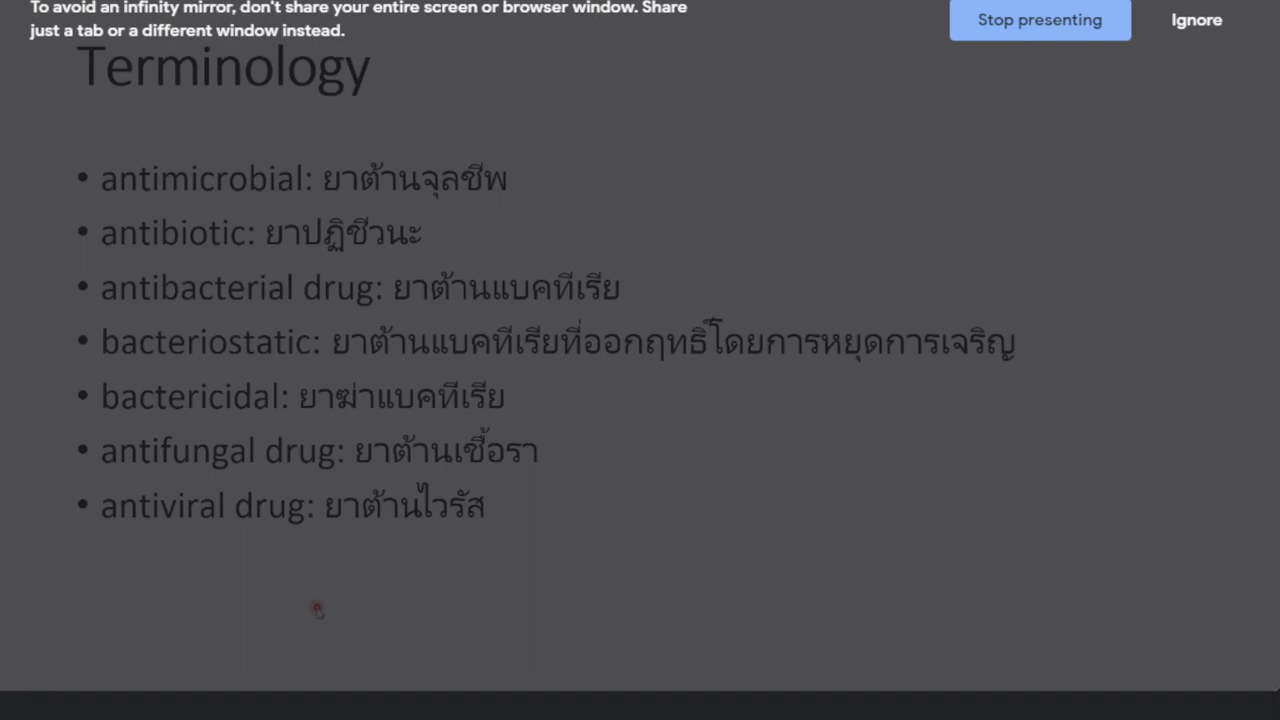 To avoid an infinity mirror, don't share your entire screen or browser window. Share
just a tab or a different window instead.
Stop presenting
Ignore
Terminology
• antimicrobial: ยาต้านจุลชีพ
• antibiotic: ยาปฏิชีวนะ
• antibacterial drug: ยาต้านแบคทีเรีย
• bacteriostatic: ยาต้านแบคทีเรียที่ออกฤทธิ์โดยการหยุดการเจริญ
• bactericidal: ยาฆ่าแบคทีเรีย
• antifungal drug: ยาต้านเชื้อรา
• antiviral drug: ยาต้านไวรัส